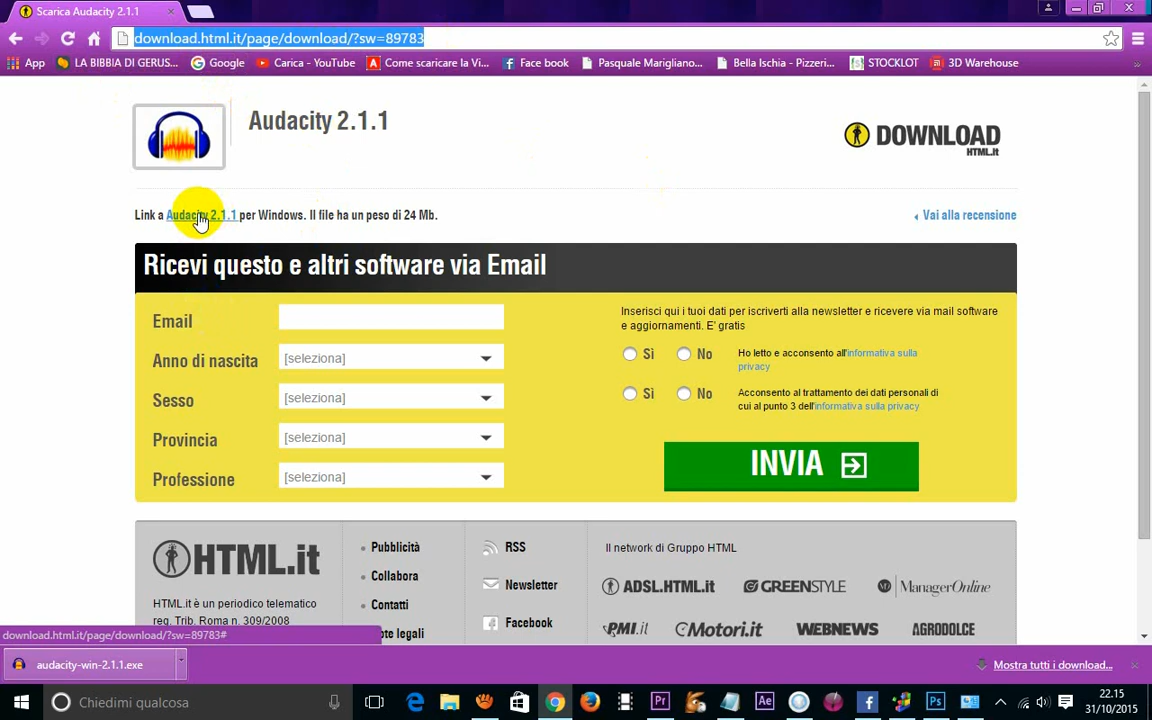 Scarica Audacity 2.1.1
download.html.it/page/download/?sw=89783
App LA BIBBIA DI GERUS... Google Carica - YouTube Come scaricare la Vi... Face book Pasquale Marigliano... Bella Ischia - Pizzeri... STOCKLOT 3D Warehouse
Audacity 2.1.1
DOWNLOAD
HTML.it
Link a Audacity 2.1.1 per Windows. Il file ha un peso di 24 Mb.
Vai alla recensione
Ricevi questo e altri software via Email
Email
Anno di nascita [seleziona]
Sesso [seleziona]
Provincia [seleziona]
Professione [seleziona]
Inserisci qui i tuoi dati per iscriverti alla newsletter e ricevere via mail software
e aggiornamenti. E' gratis
Sì No Ho letto e acconsento all'informativa sulla
privacy
Sì No Acconsento al trattamento dei dati personali di
cui al punto 3 dell'informativa sulla privacy
INVIA
HTML.it
HTML.it è un periodico telematico
reg. Trib. Roma n. 309/2008
Pubblicità
Collabora
Contatti
ote legali
RSS
Newsletter
Facebook
Il network di Gruppo HTML
ADSL.HTML.it GREENSTYLE ManagerOnline
PMI.it Motori.it WEBNEWS AGRODOLCE
download.html.it/page/download/?sw=89783#
audacity-win-2.1.1.exe
Mostra tutti i download...
Chiedimi qualcosa
22.15
31/10/2015